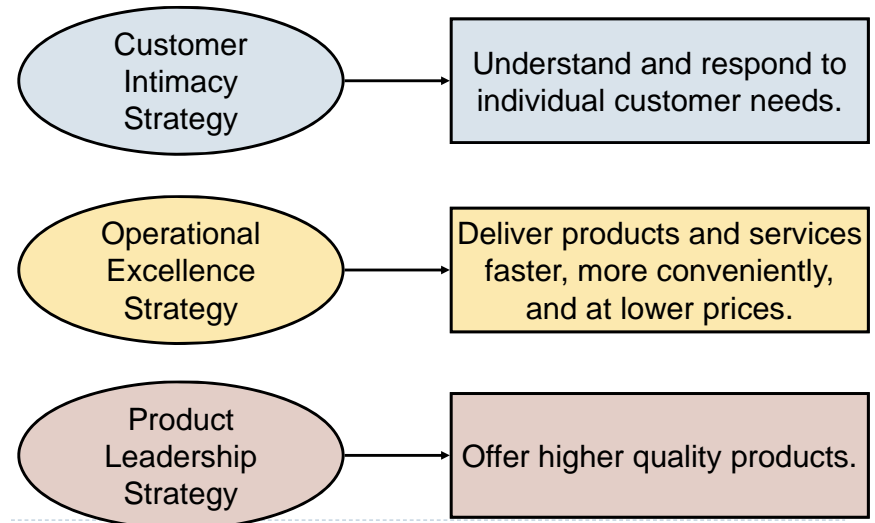 Customer
Intimacy
Strategy
Understand and respond to
individual customer needs.
Operational
Excellence
Strategy
Deliver products and services
faster, more conveniently,
and at lower prices.
Product
Leadership
Strategy
Offer higher quality products.